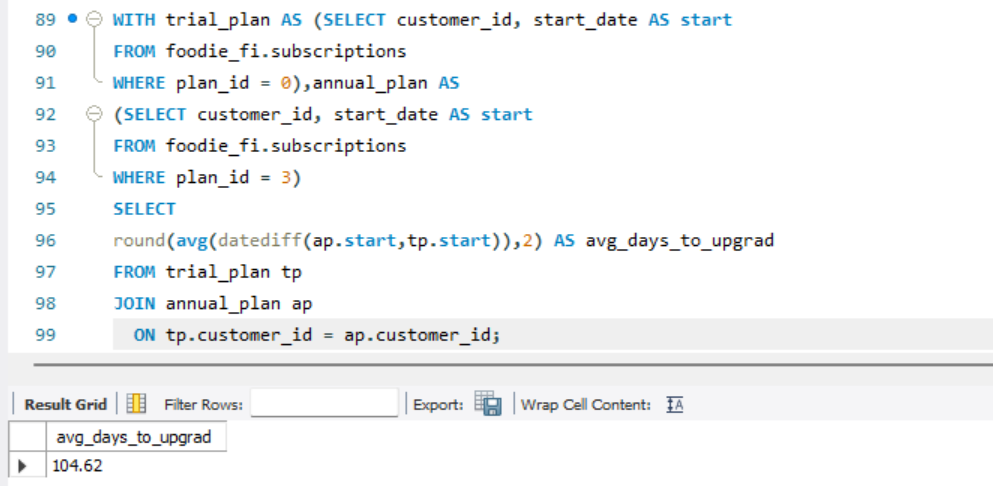 89 WITH trial_plan AS (SELECT customer_id, start_date AS start
90 FROM foodie_fi.subscriptions
91 WHERE plan_id = 0),annual_plan AS
92 (SELECT customer_id, start_date AS start
93 FROM foodie_fi.subscriptions
94 WHERE plan_id = 3)
95 SELECT
96 round(avg(datediff(ap.start,tp.start)),2) AS avg_days_to_upgrad
97 FROM trial_plan tp
98 JOIN annual_plan ap
99 ON tp.customer_id = ap.customer_id;
Result Grid Filter Rows: Export: Wrap Cell Content: IA
avg_days_to_upgrad
104.62